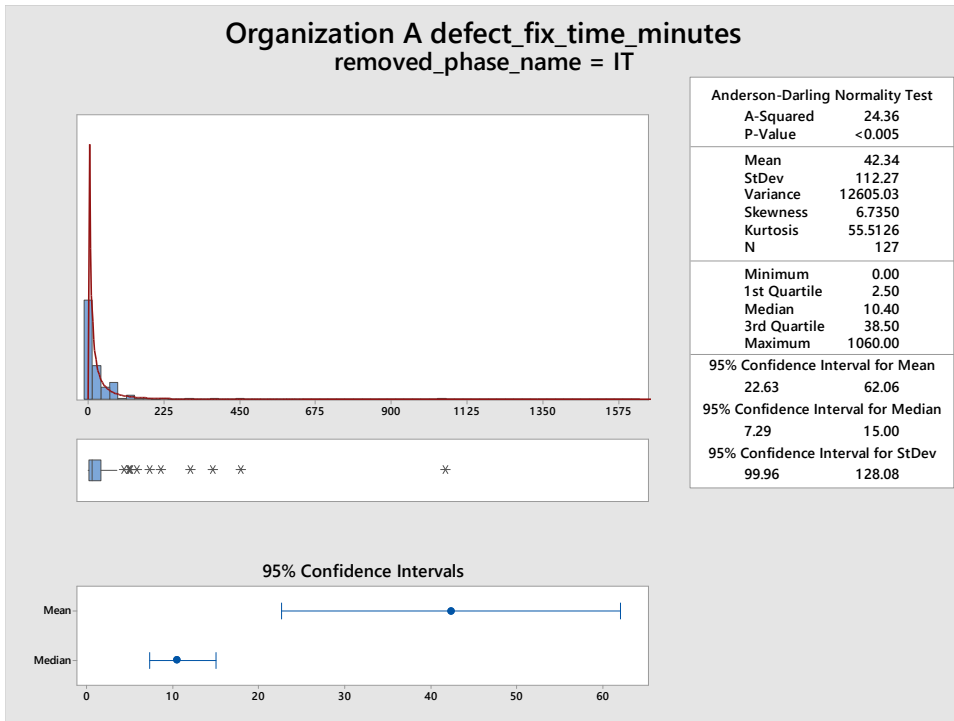 Organization A defect_fix_time_minutes
removed_phase_name = IT
0 225 450 675 900 1125 1350 1575
95% Confidence Intervals
Mean
Median
0 10 20 30 40 50 60
Anderson-Darling Normality Test
A-Squared 24.36
P-Value <0.005
Mean 42.34
StDev 112.27
Variance 12605.03
Skewness 6.7350
Kurtosis 55.5126
N 127
Minimum 0.00
1st Quartile 2.50
Median 10.40
3rd Quartile 38.50
Maximum 1060.00
95% Confidence Interval for Mean
22.63 62.06
95% Confidence Interval for Median
7.29 15.00
95% Confidence Interval for StDev
99.96 128.08